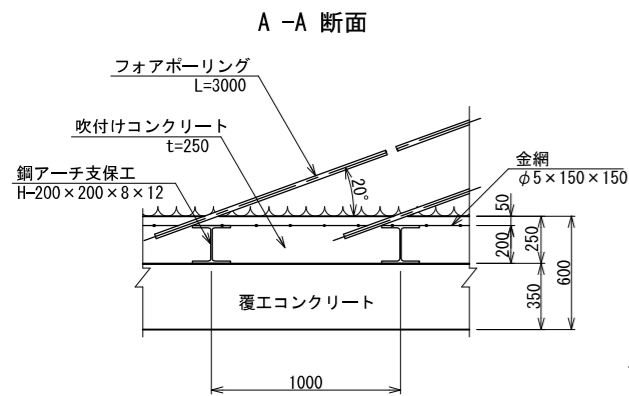 A -A 断面
フォアポーリング
L=3000
吹付けコンクリート
t=250
鋼アーチ支保工
H-200×200×8×12
金網
φ5×150×150
20°
50
200
250
350
600
覆工コンクリート
1000